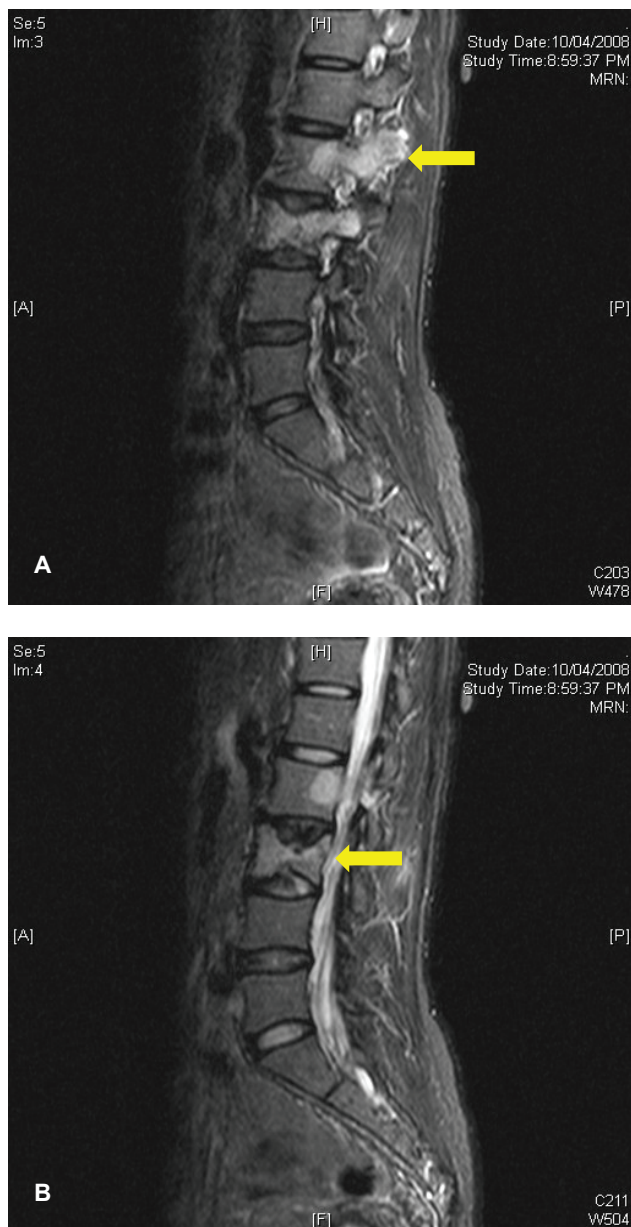 Se:5
Im:3
[H]
.
Study Date:10/04/2008
Study Time:8:59:37 PM
MRN:
[A]
[P]
A
[F]
C203
W478
Se:5
Im:4
[H]
.
Study Date:10/04/2008
Study Time:8:59:37 PM
MRN:
[A]
[P]
B
[F]
C211
W504